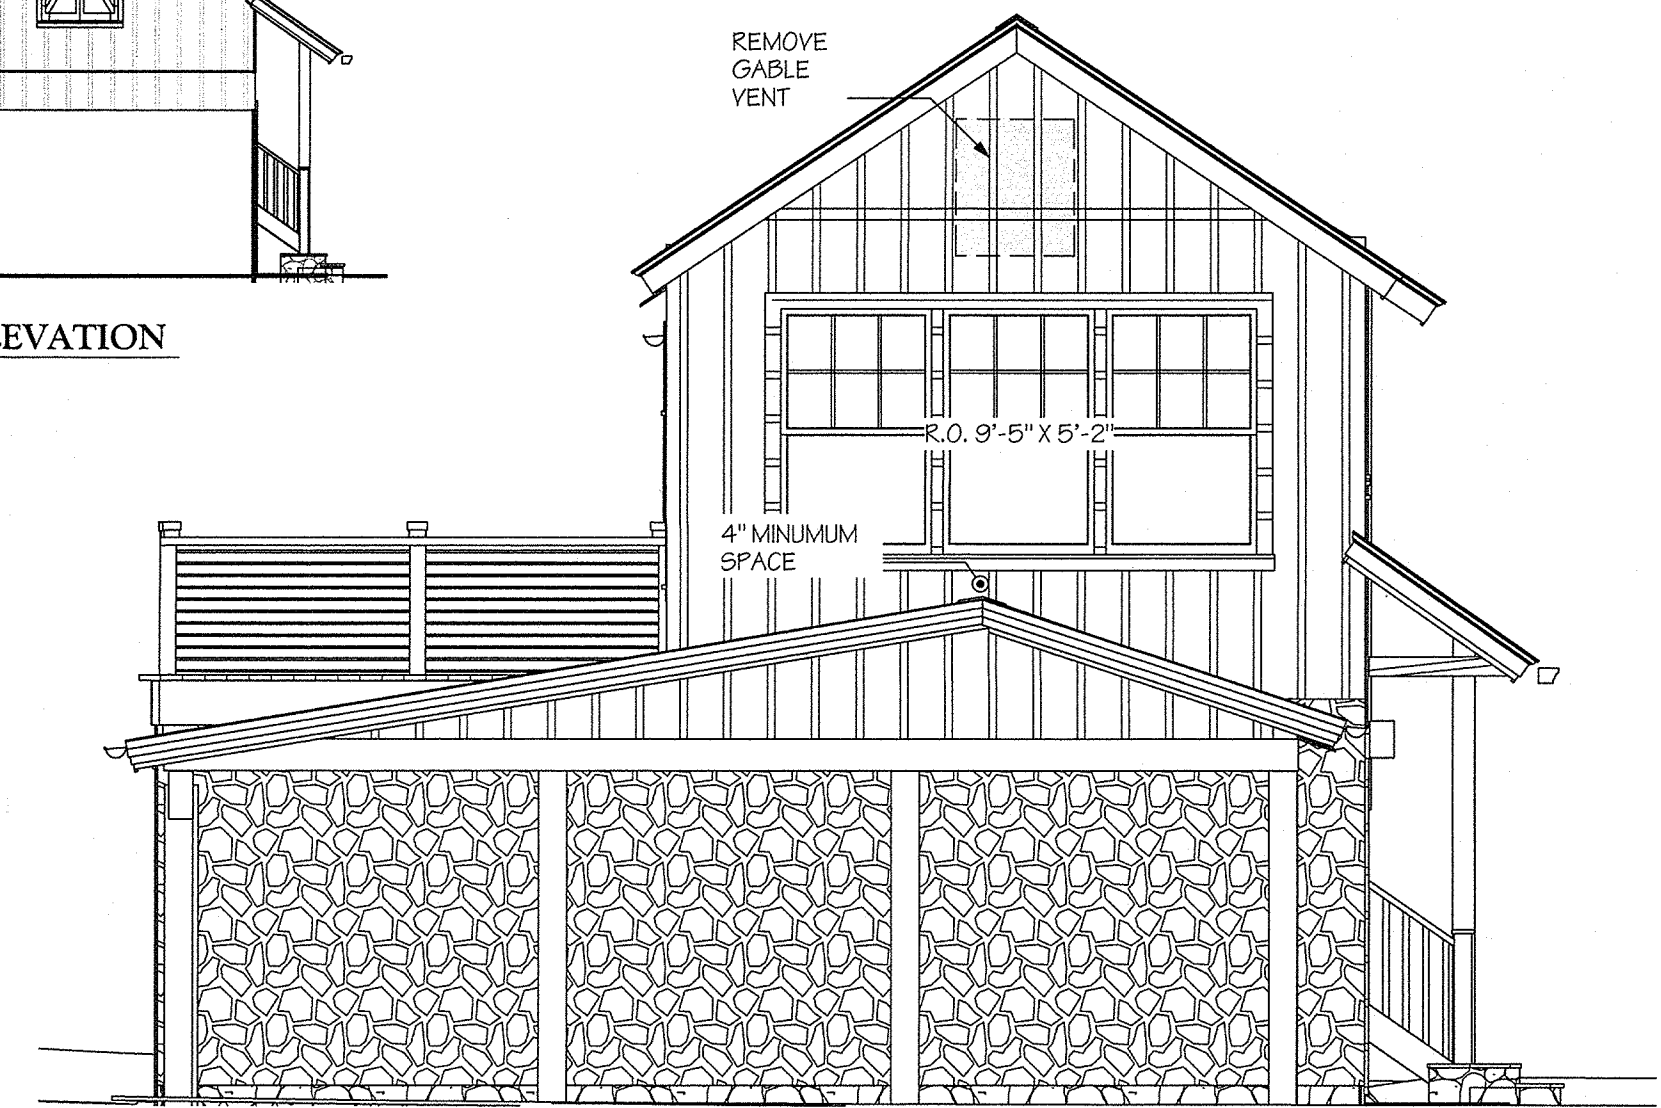 REMOVE
GABLE
VENT
EVATION
R.O. 9'-5" X 5'-2"
4" MINUMUM
SPACE